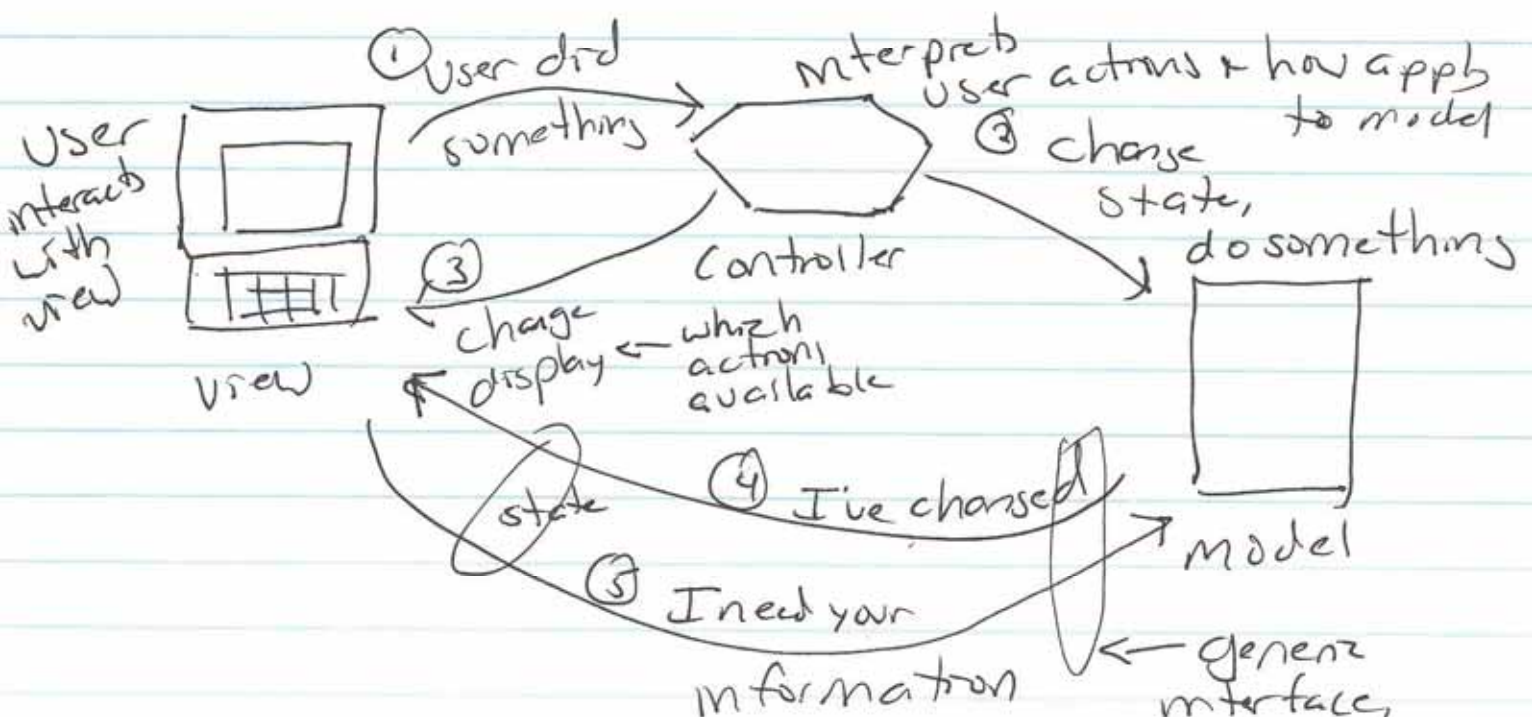 ① User did
something
interprets
user actions + how apply
to model
② change
state,
do something
User
interacts
with
view
Controller
③
change
display ← which
actions
available
view
④ I've changed
state
model
⑤ I need your
information
← generic
interface,